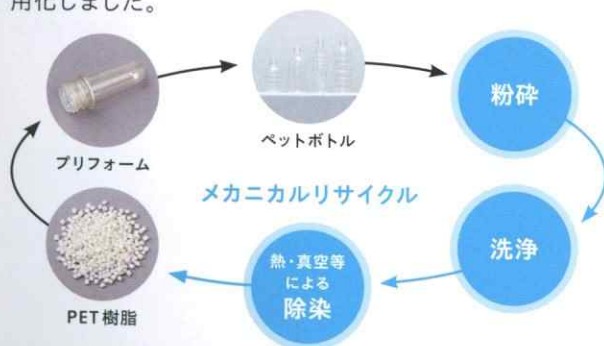 用化しました。
プリフォーム
ペットボトル
粉砕
メカニカルリサイクル
洗浄
熱・真空等
による
除染
PET樹脂